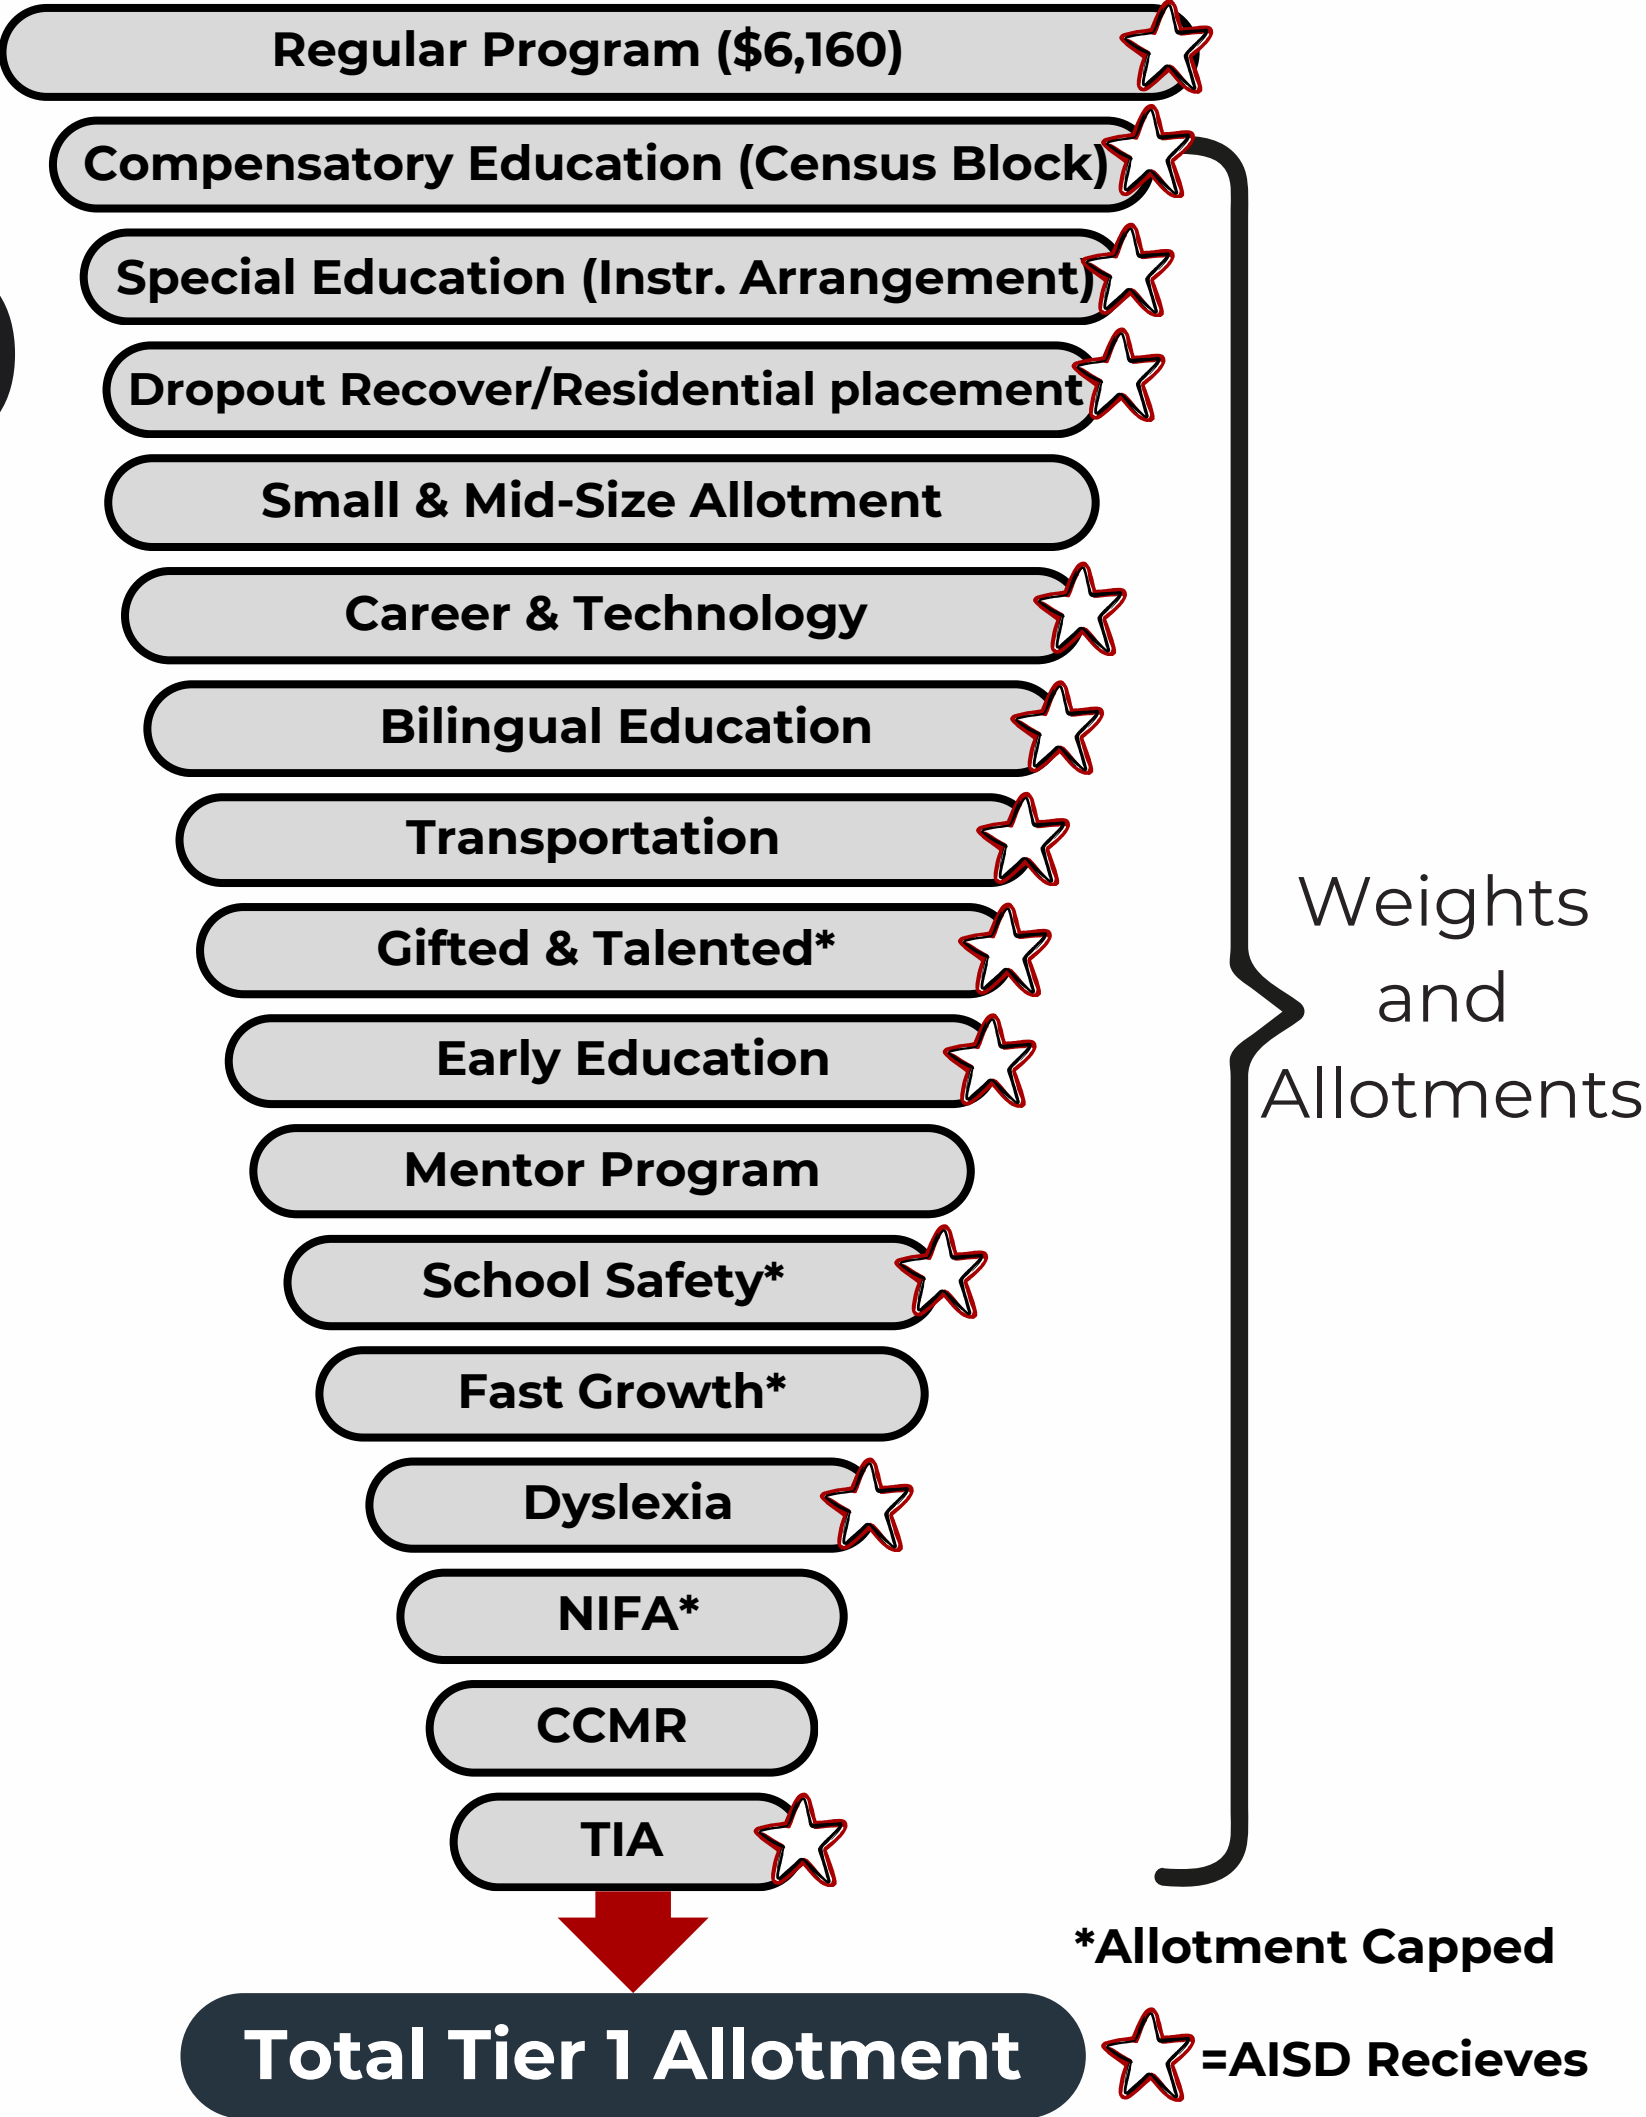 Regular Program ($6,160)
Compensatory Education (Census Block)
Special Education (Instr. Arrangement)
Dropout Recover/Residential placement
Small & Mid-Size Allotment
Career & Technology
Bilingual Education
Transportation
Gifted & Talented*
Early Education
Mentor Program
School Safety*
Fast Growth*
Dyslexia
NIFA*
CCMR
TIA
Weights
and
Allotments
*Allotment Capped
Total Tier 1 Allotment
=AISD Recieves